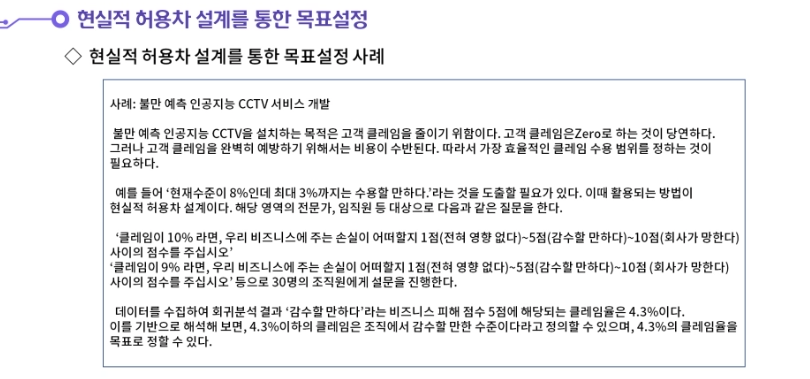 현실적 허용차 설계를 통한 목표설정
◇ 현실적 허용차 설계를 통한 목표설정 사례
사례: 불만 예측 인공지능 CCTV 서비스 개발
불만 예측 인공지능 CCTV을 설치하는 목적은 고객 클레임을 줄이기 위함이다. 고객 클레임은Zero로 하는 것이 당연하다.
그러나 고객 클레임을 완벽히 예방하기 위해서는 비용이 수반된다. 따라서 가장 효율적인 클레임 수용 범위를 정하는 것이
필요하다.
예를 들어 '현재수준이 8%인데 최대 3%까지는 수용할 만하다.'라는 것을 도출할 필요가 있다. 이때 활용되는 방법이
현실적 허용차 설계이다. 해당 영역의 전문가, 임직원 등 대상으로 다음과 같은 질문을 한다.
'클레임이 10% 라면, 우리 비즈니스에 주는 손실이 어떠할지 1점(전혀 영향 없다)~5점(감수할 만하다)~10점(회사가 망한다)
사이의 점수를 주십시오'
'클레임이 9% 라면, 우리 비즈니스에 주는 손실이 어떠할지 1점(전혀 영향 없다)~5점(감수할 만하다)~10점 (회사가 망한다)
사이의 점수를 주십시오' 등으로 30명의 조직원에게 설문을 진행한다.
데이터를 수집하여 회귀분석 결과 '감수할 만하다'라는 비즈니스 피해 점수 5점에 해당되는 클레임율은 4.3%이다.
이를 기반으로 해석해 보면, 4.3%이하의 클레임은 조직에서 감수할 만한 수준이다라고 정의할 수 있으며, 4.3%의 클레임율을
목표로 정할 수 있다.